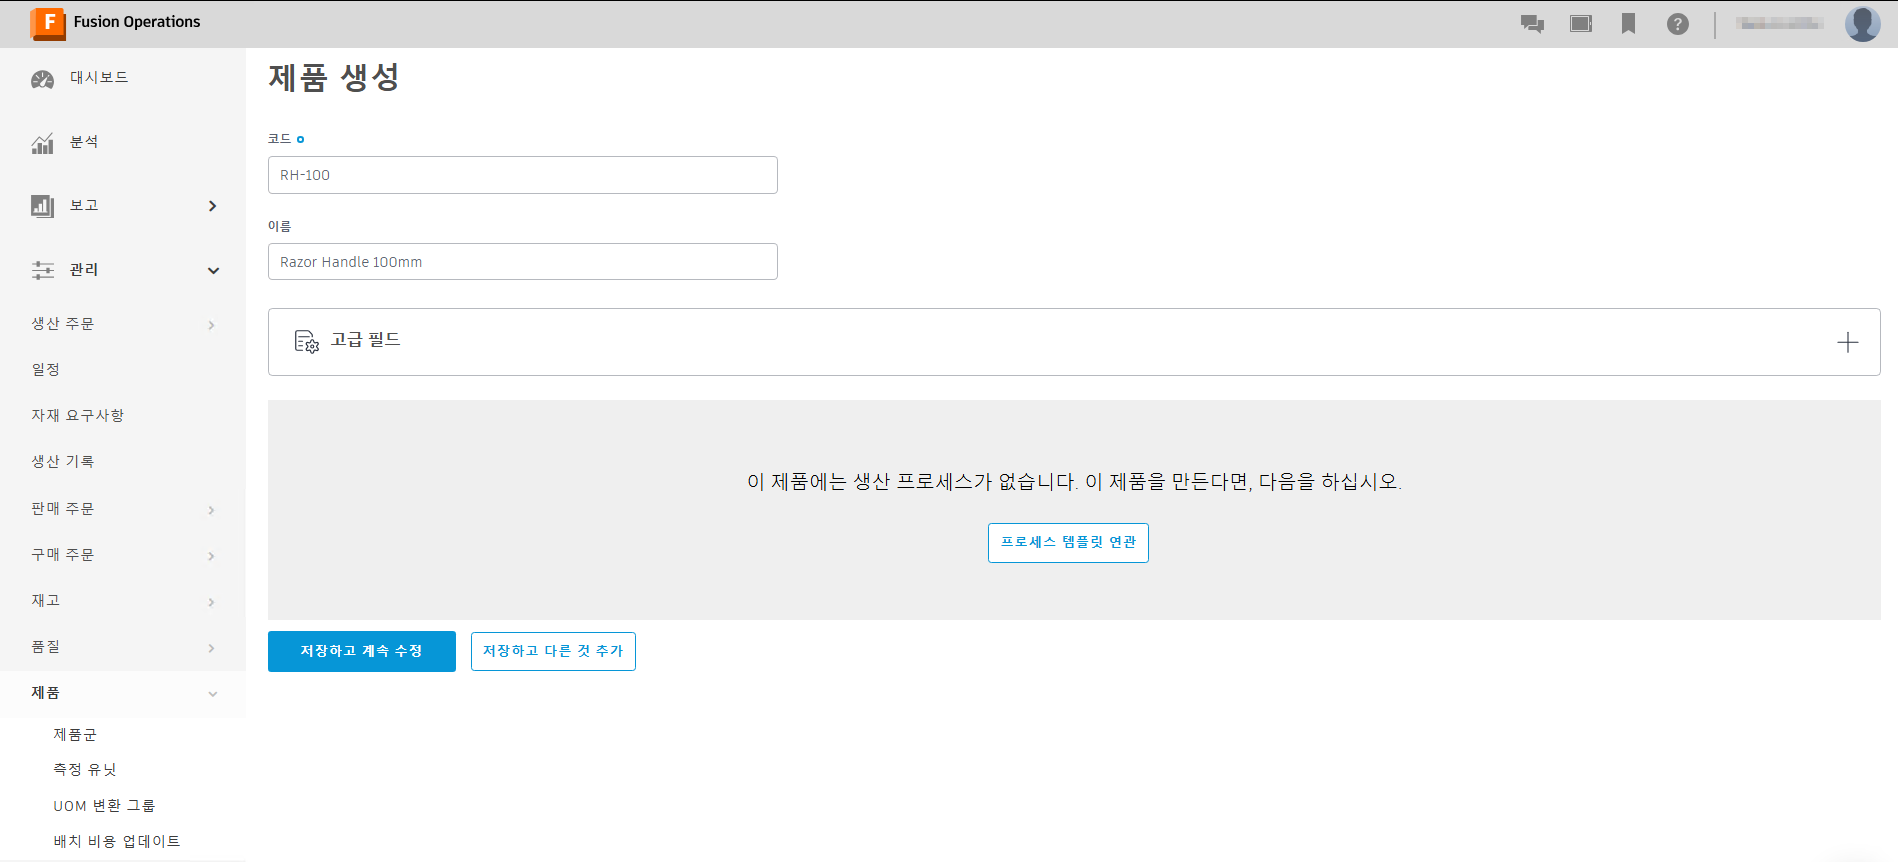 F Fusion Operations
?
대시보드
분석
보고
관리
생산 주문
일정
자재 요구사항
생산 기록
판매 주문
구매 주문
재고
품질
제품
제품군
측정 유닛
UOM 변환 그룹
배치 비용 업데이트
제품 생성
코드
RH-100
이름
Razor Handle 100mm
고급 필드
이 제품에는 생산 프로세스가 없습니다. 이 제품을 만든다면, 다음을 하십시오.
프로세스 템플릿 연관
저장하고 계속 수정
저장하고 다른 것 추가